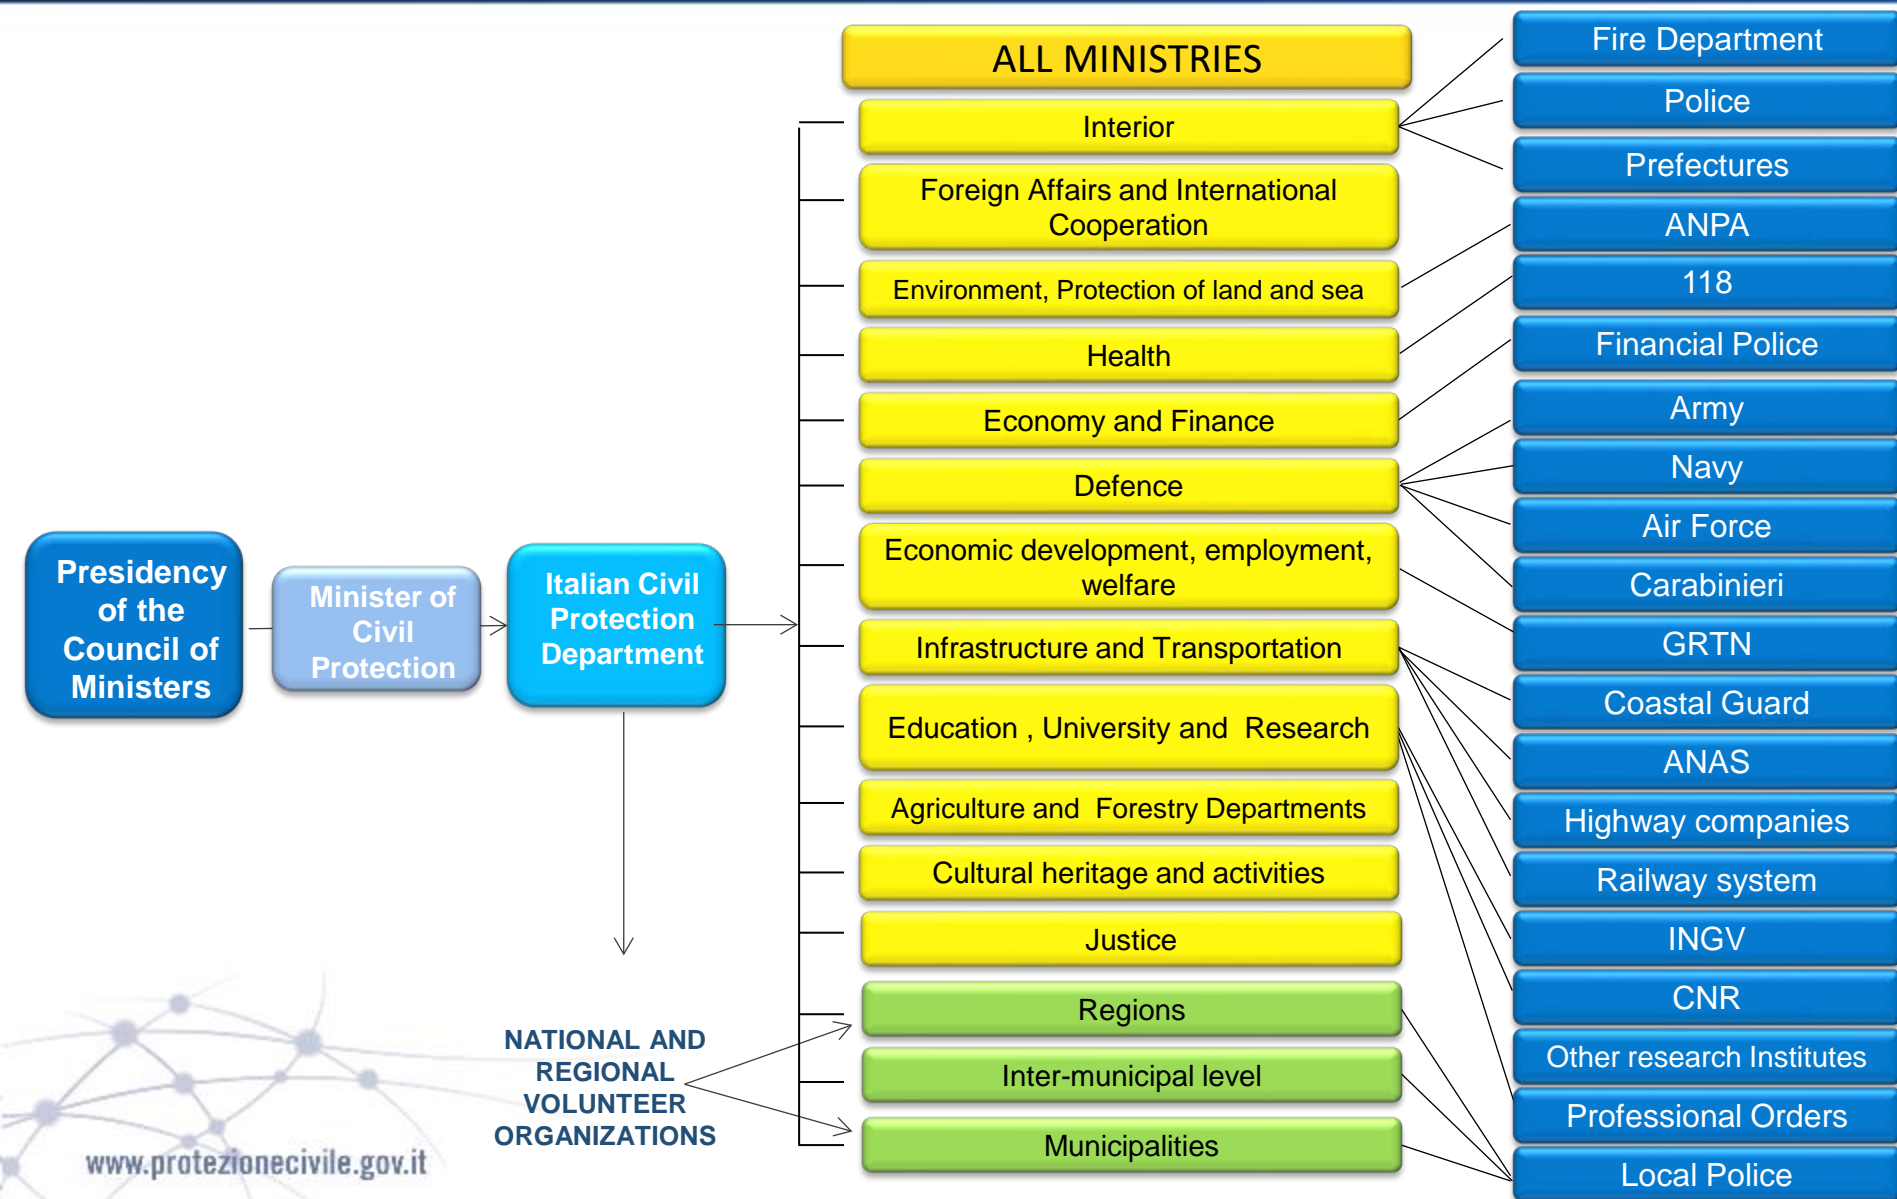 Presidency
of the
Council of
Ministers
Minister of
Civil
Protection
Italian Civil
Protection
Department
NATIONAL AND
REGIONAL
VOLUNTEER
ORGANIZATIONS
www.protezionecivile.gov.it
ALL MINISTRIES
Interior
Foreign Affairs and International
Cooperation
Environment, Protection of land and sea
Health
Economy and Finance
Defence
Economic development, employment,
welfare
Infrastructure and Transportation
Education , University and Research
Agriculture and Forestry Departments
Cultural heritage and activities
Justice
Regions
Inter-municipal level
Municipalities
Fire Department
Police
Prefectures
ANPA
118
Financial Police
Army
Navy
Air Force
Carabinieri
GRTN
Coastal Guard
ANAS
Highway companies
Railway system
INGV
CNR
Other research Institutes
Professional Orders
Local Police